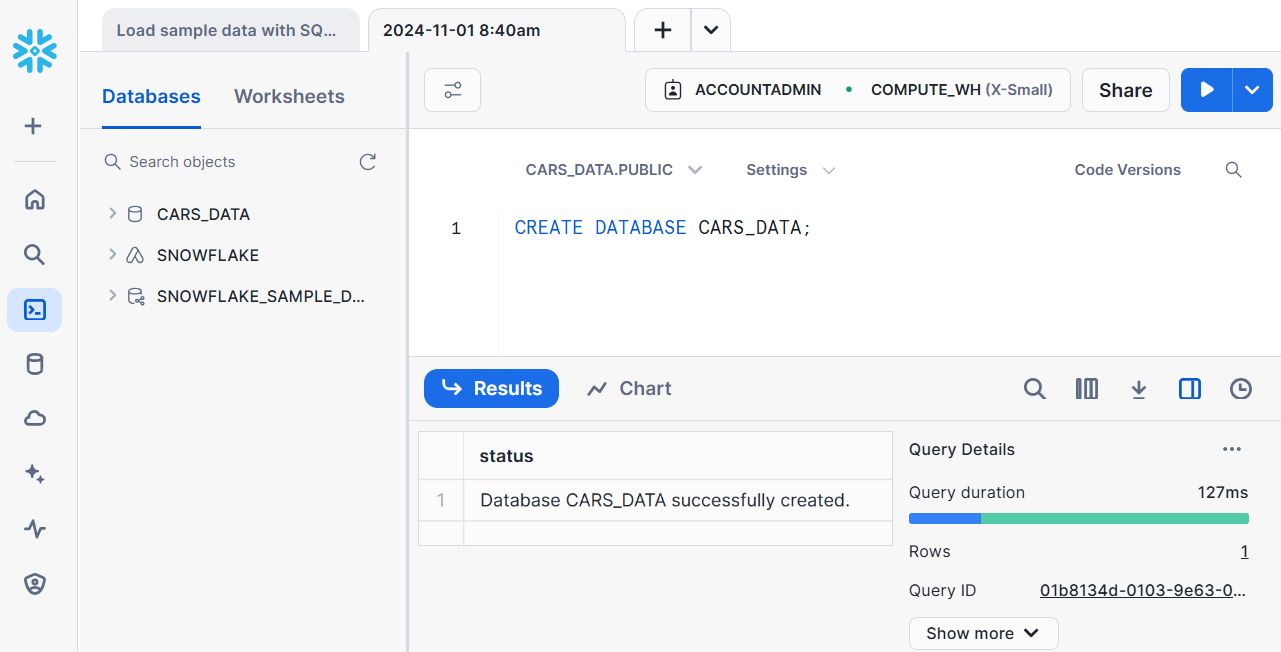 Load sample data with SQ...
2024-11-01 8:40am
Databases
Worksheets
ACCOUNTADMIN
COMPUTE_WH (X-Small)
Share
Search objects
CARS_DATA
SNOWFLAKE
SNOWFLAKE_SAMPLE_D...
CARS_DATA.PUBLIC
Settings
Code Versions
1 CREATE DATABASE CARS_DATA;
Results
Chart
status
1 Database CARS_DATA successfully created.
Query Details
Query duration 127ms
Rows 1
Query ID 01b8134d-0103-9e63-0...
Show more